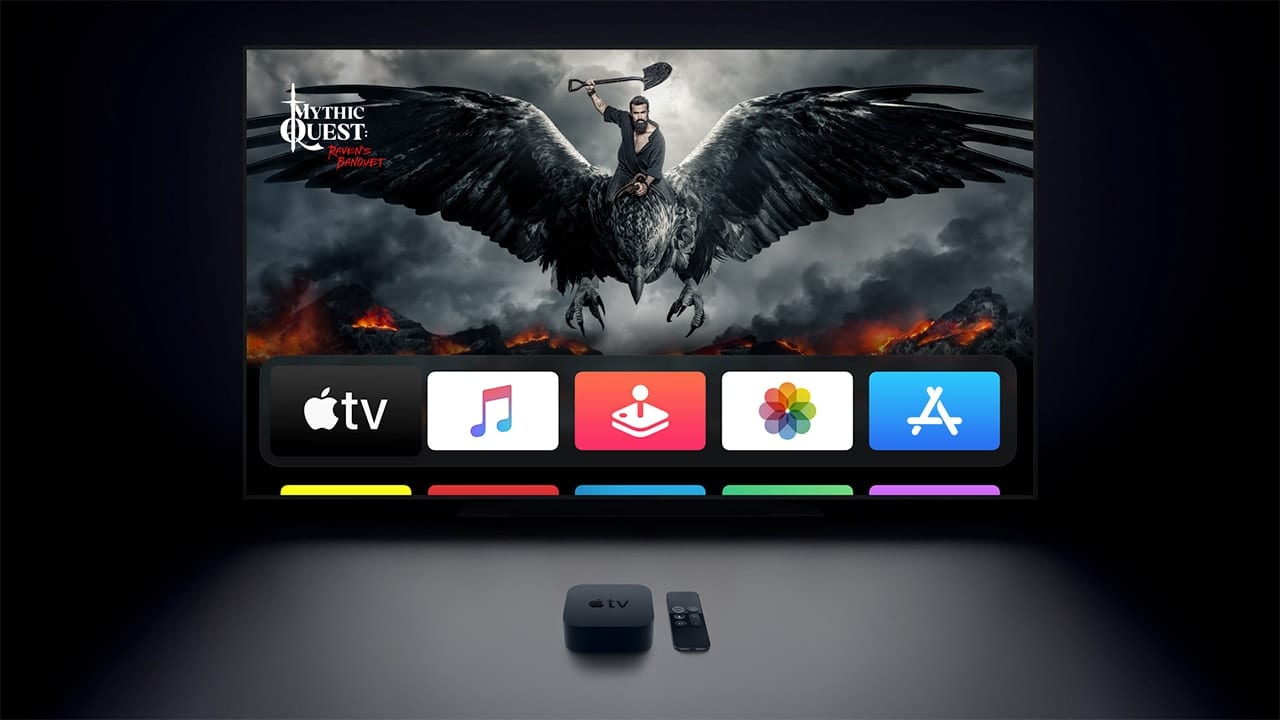 MYTHIC
QUEST:
RAVEN'S
BANQUET
tv
tv